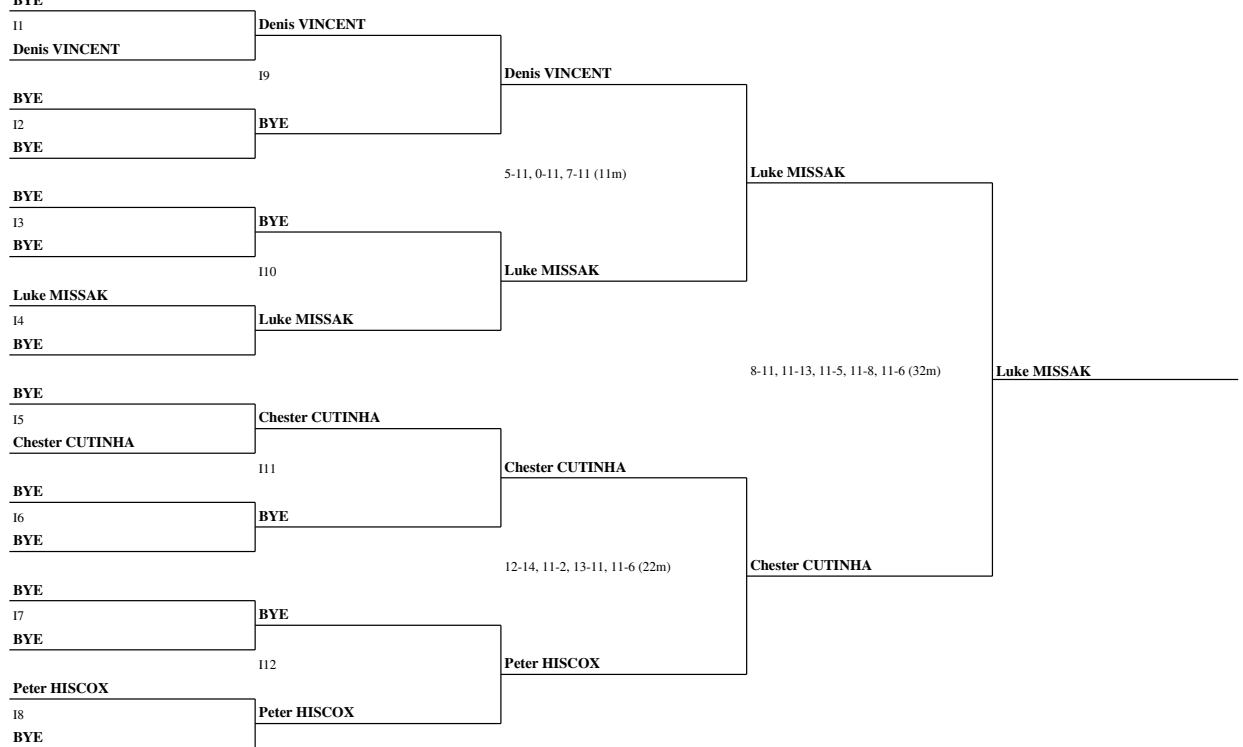 BYE
I1
Denis VINCENT
BYE
I2
BYE
BYE
I3
BYE
Luke MISSAK
I4
BYE
BYE
I5
Chester CUTINHA
BYE
I6
BYE
BYE
I7
BYE
Peter HISCOX
I8
BYE
Denis VINCENT
I9
BYE
BYE
I10
Luke MISSAK
Chester CUTINHA
I11
BYE
BYE
I12
Peter HISCOX
Denis VINCENT
5-11, 0-11, 7-11 (11m)
Luke MISSAK
Chester CUTINHA
12-14, 11-2, 13-11, 11-6 (22m)
Peter HISCOX
Luke MISSAK
8-11, 11-13, 11-5, 11-8, 11-6 (32m)
Chester CUTINHA
Luke MISSAK